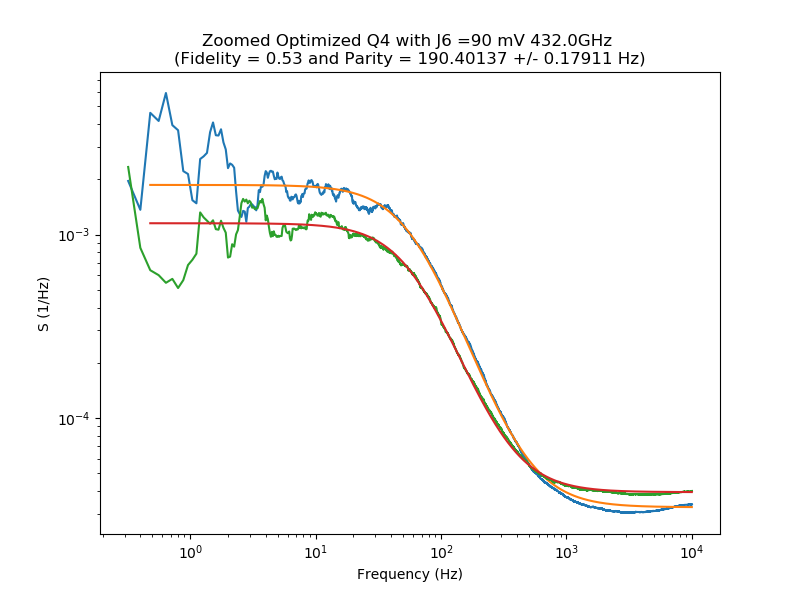 Zoomed Optimized Q4 with J6 =90 mV 432.0GHz
(Fidelity = 0.53 and Parity = 190.40137 +/- 0.17911 Hz)
S (1/Hz)
10⁻³
10⁻⁴
10⁰ 10¹ 10² 10³ 10⁴
Frequency (Hz)